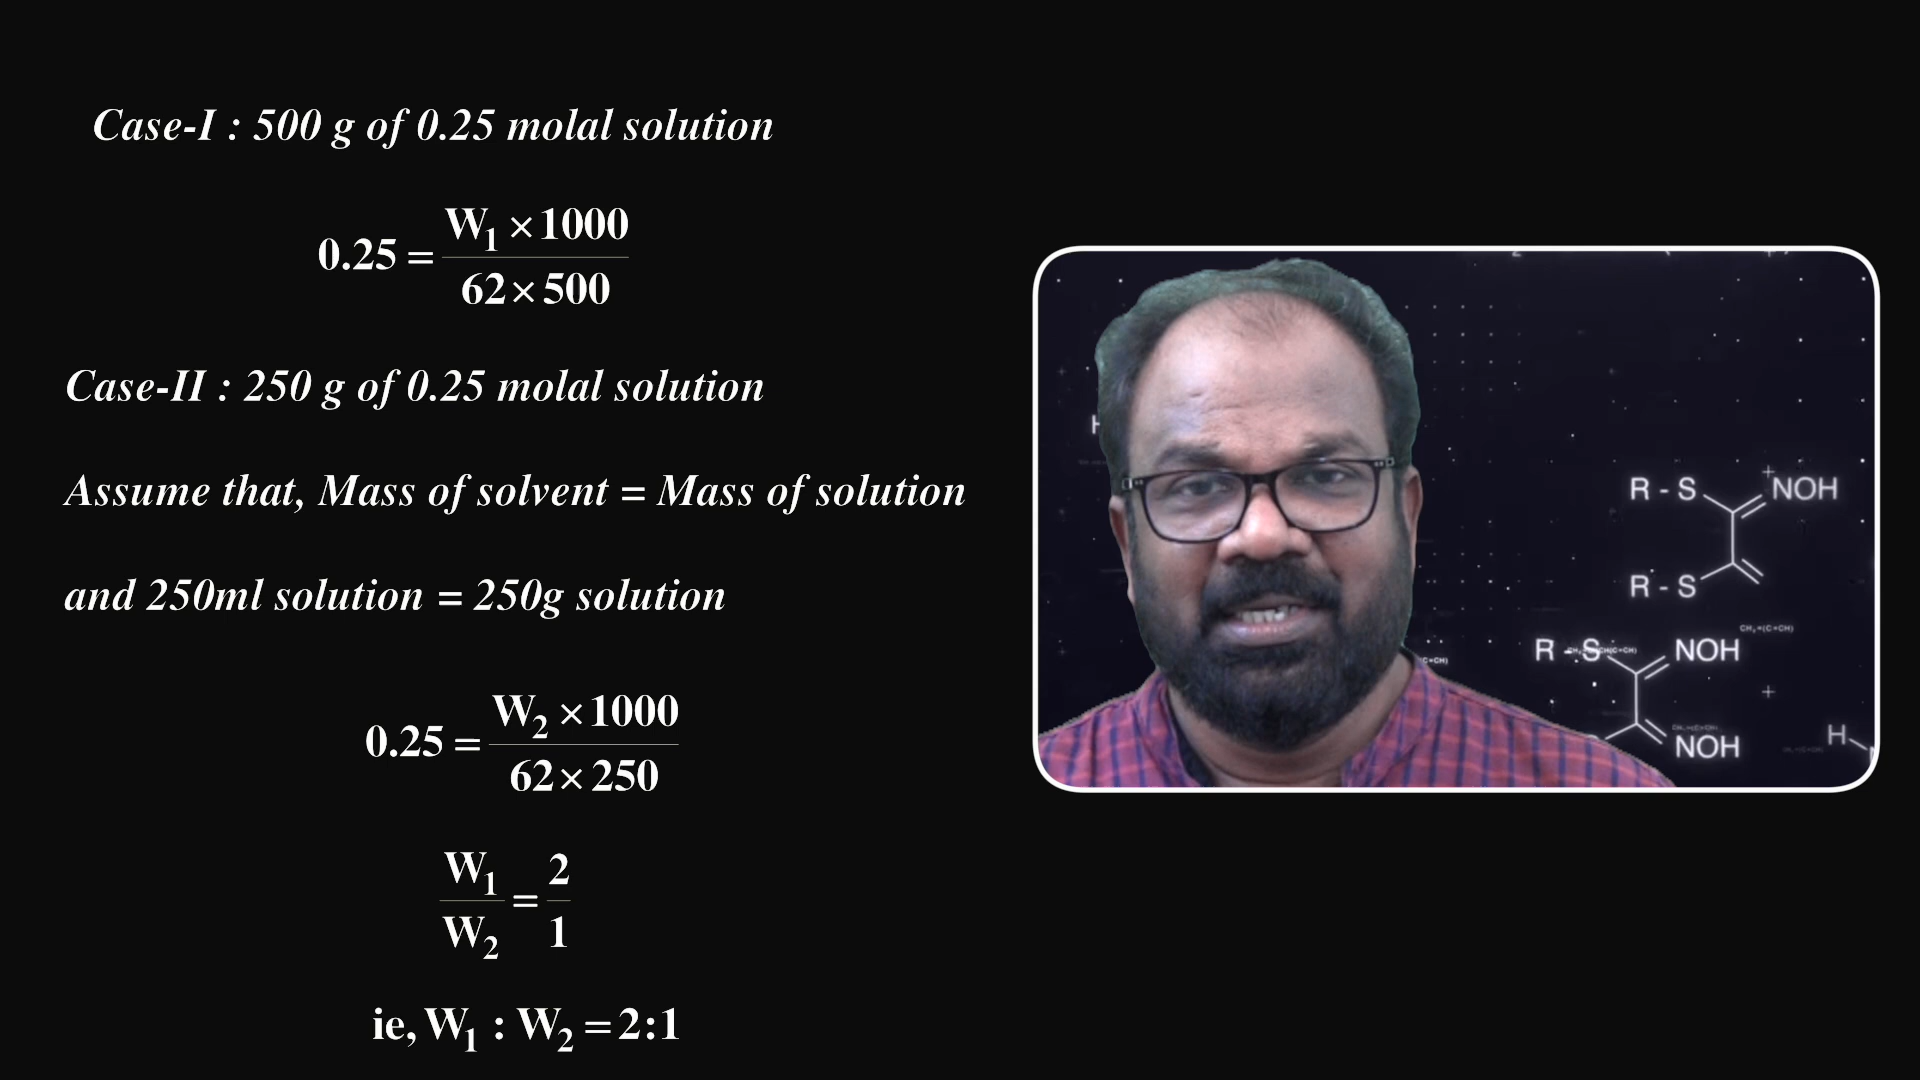 Case-I : 500 g of 0.25 molal solution
0.25 = W₁ × 1000 / 62 × 500
Case-II : 250 g of 0.25 molal solution
Assume that, Mass of solvent = Mass of solution
and 250ml solution = 250g solution
0.25 = W₂ × 1000 / 62 × 250
W₁ / W₂ = 2 / 1
ie, W₁ : W₂ = 2:1
R - S
NOH
R - S
R - S
NOH
NOH
H